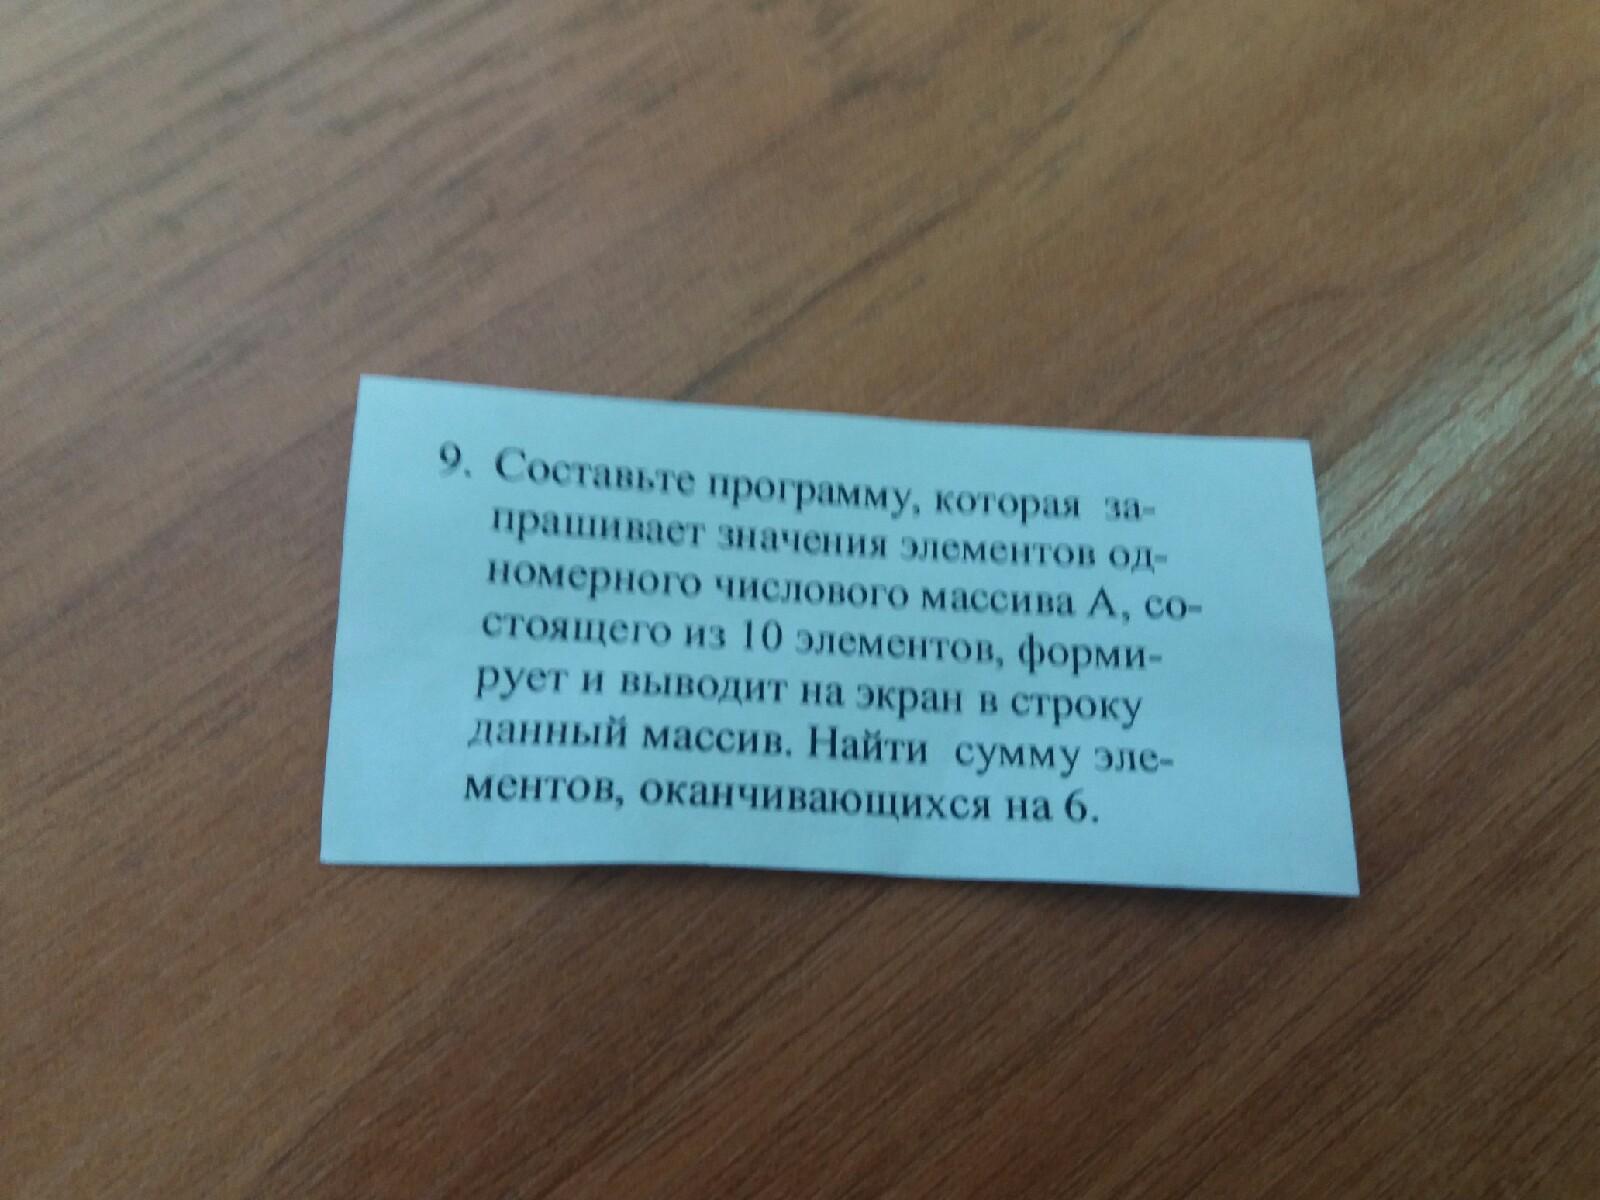 9. Составьте программу, которая за-
прашивает значения элементов од-
номерного числового массива А, со-
стоящего из 10 элементов, форми-
рует и выводит на экран в строку
данный массив. Найти сумму эле-
ментов, оканчивающихся на 6.